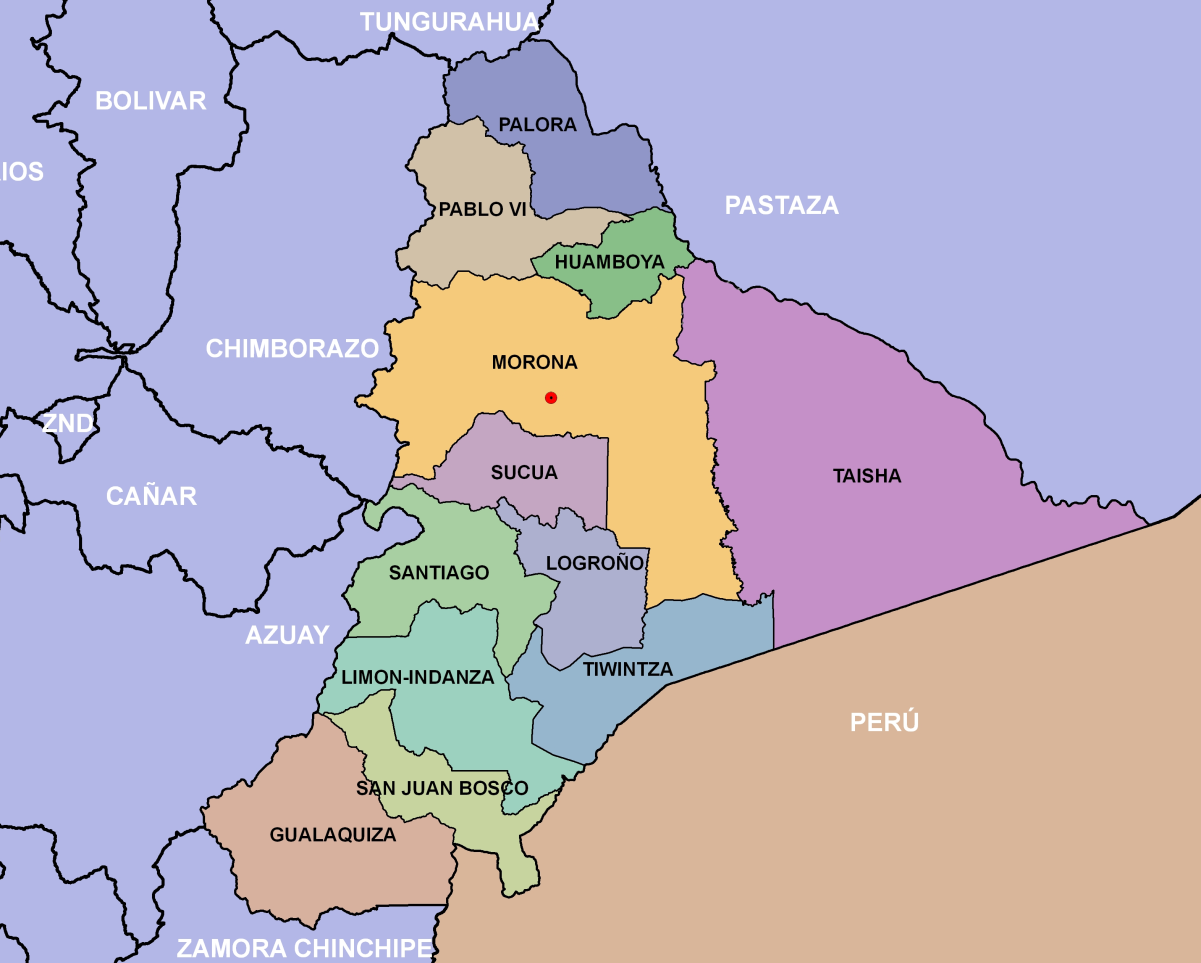 TUNGURAHUA
BOLIVAR
PALORA
IOS
PASTAZA
PABLO VI
HUAMBOYA
CHIMBORAZO
MORONA
ZND
SUCUA
TAISHA
CAÑAR
LOGROÑO
SANTIAGO
AZUAY
TIWINTZA
LIMON-INDANZA
PERÚ
SAN JUAN BOSCO
GUALAQUIZA
ZAMORA CHINCHIPE